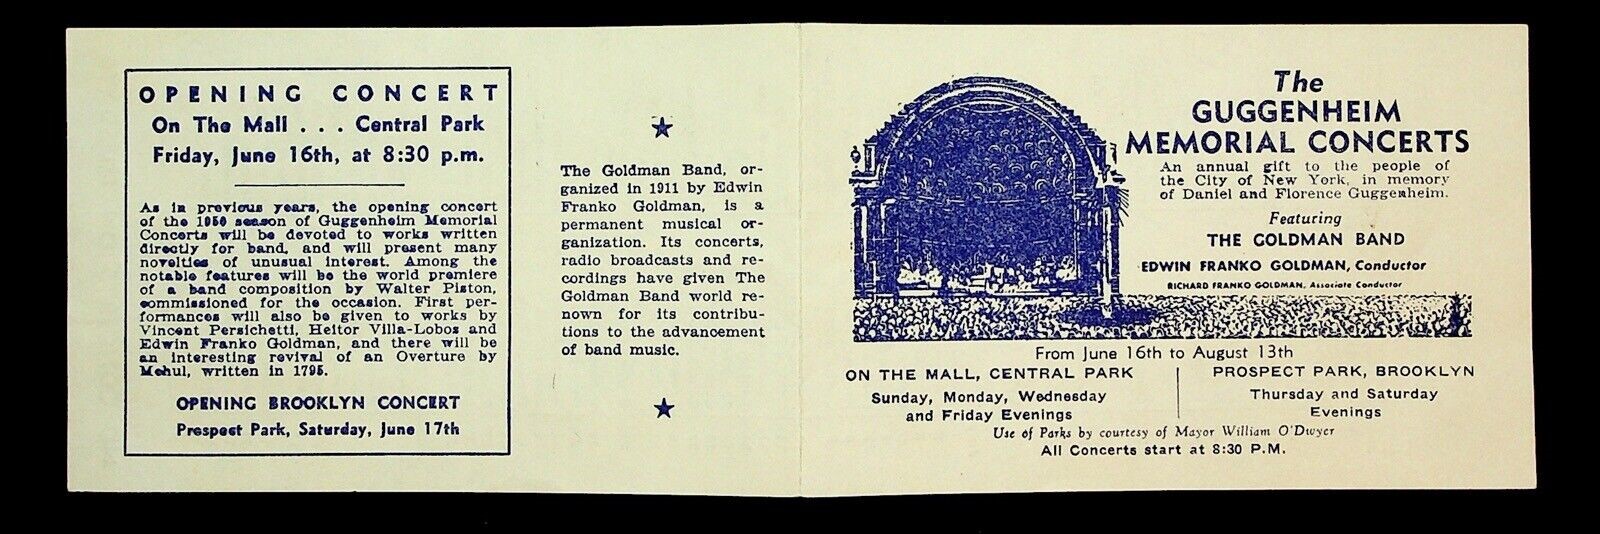 OPENING CONCERT
On The Mall . . . Central Park
Friday, June 16th, at 8:30 p.m.
As in previous years, the opening concert
of the 1950 season of Guggenheim Memorial
Concerts will be devoted to works written
directly for band, and will present many
novelties of unusual interest. Among the
notable features will be the world premiere
of a band composition by Walter Piston,
commissioned for the occasion. First per-
formances will also be given to works by
Vincent Persichetti, Heitor Villa-Lobos and
Edwin Franko Goldman, and there will be
an interesting revival of an Overture by
Mehul, written in 1795.
OPENING BROOKLYN CONCERT
Prospect Park, Saturday, June 17th
The Goldman Band, or-
ganized in 1911 by Edwin
Franko Goldman, is a
permanent musical or-
ganization. Its concerts,
radio broadcasts and re-
cordings have given The
Goldman Band world re-
nown for its contribu-
tions to the advancement
of band music.
The
GUGGENHEIM
MEMORIAL CONCERTS
An annual gift to the people of
the City of New York, in memory
of Daniel and Florence Guggenheim.
Featuring
THE GOLDMAN BAND
EDWIN FRANKO GOLDMAN, Conductor
RICHARD FRANKO GOLDMAN, Associate Conductor
From June 16th to August 13th
ON THE MALL, CENTRAL PARK
Sunday, Monday, Wednesday
and Friday Evenings
PROSPECT PARK, BROOKLYN
Thursday and Saturday
Evenings
Use of Parks by courtesy of Mayor William O'Dwyer
All Concerts start at 8:30 P.M.